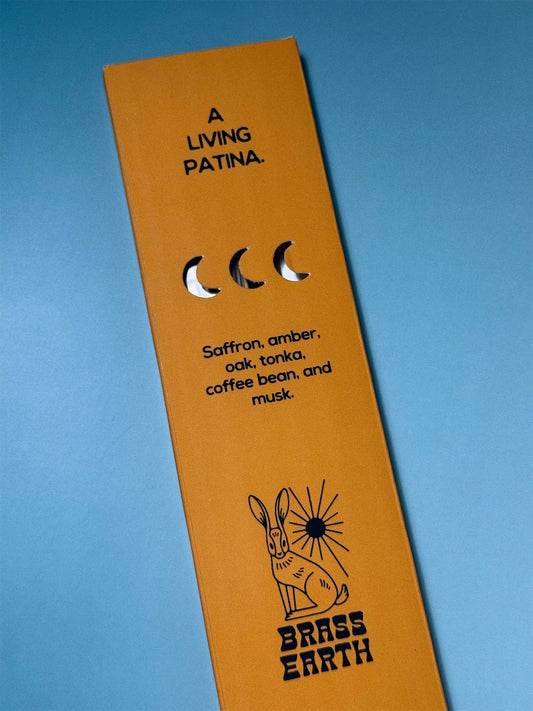 A
LIVING
PATINA.
Saffron, amber,
oak, tonka,
coffee bean, and
musk.
BRASS
EARTH